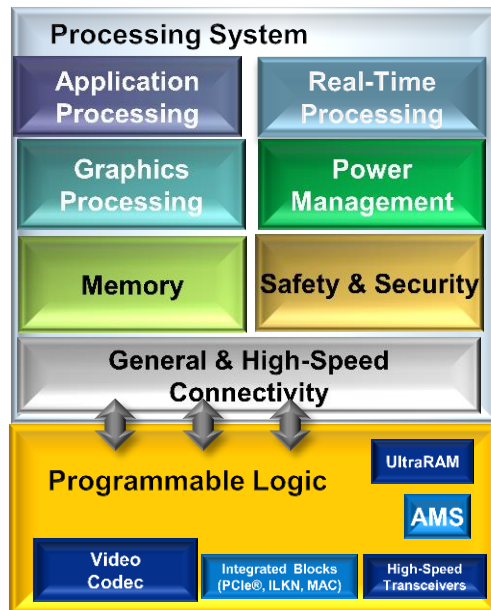 Processing System
Application
Processing
Real-Time
Processing
Graphics
Processing
Power
Management
Memory
Safety & Security
General & High-Speed
Connectivity
Programmable Logic
UltraRAM
AMS
Video
Codec
Integrated Blocks
(PCIe®, ILKN, MAC)
High-Speed
Transceivers